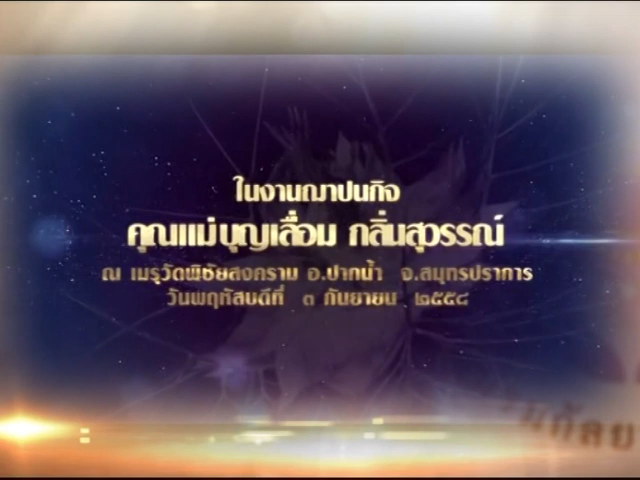 ในงานฌาปนกิจ
คุณแม่บุญเลื่อม กลิ่นสุวรรณ์
ณ เมรุวัดพิชัยสงคราม อ.ปากน้ำ จ.สมุทรปราการ
วันพฤหัสบดีที่ ๓ กันยายน ๒๕๕๘